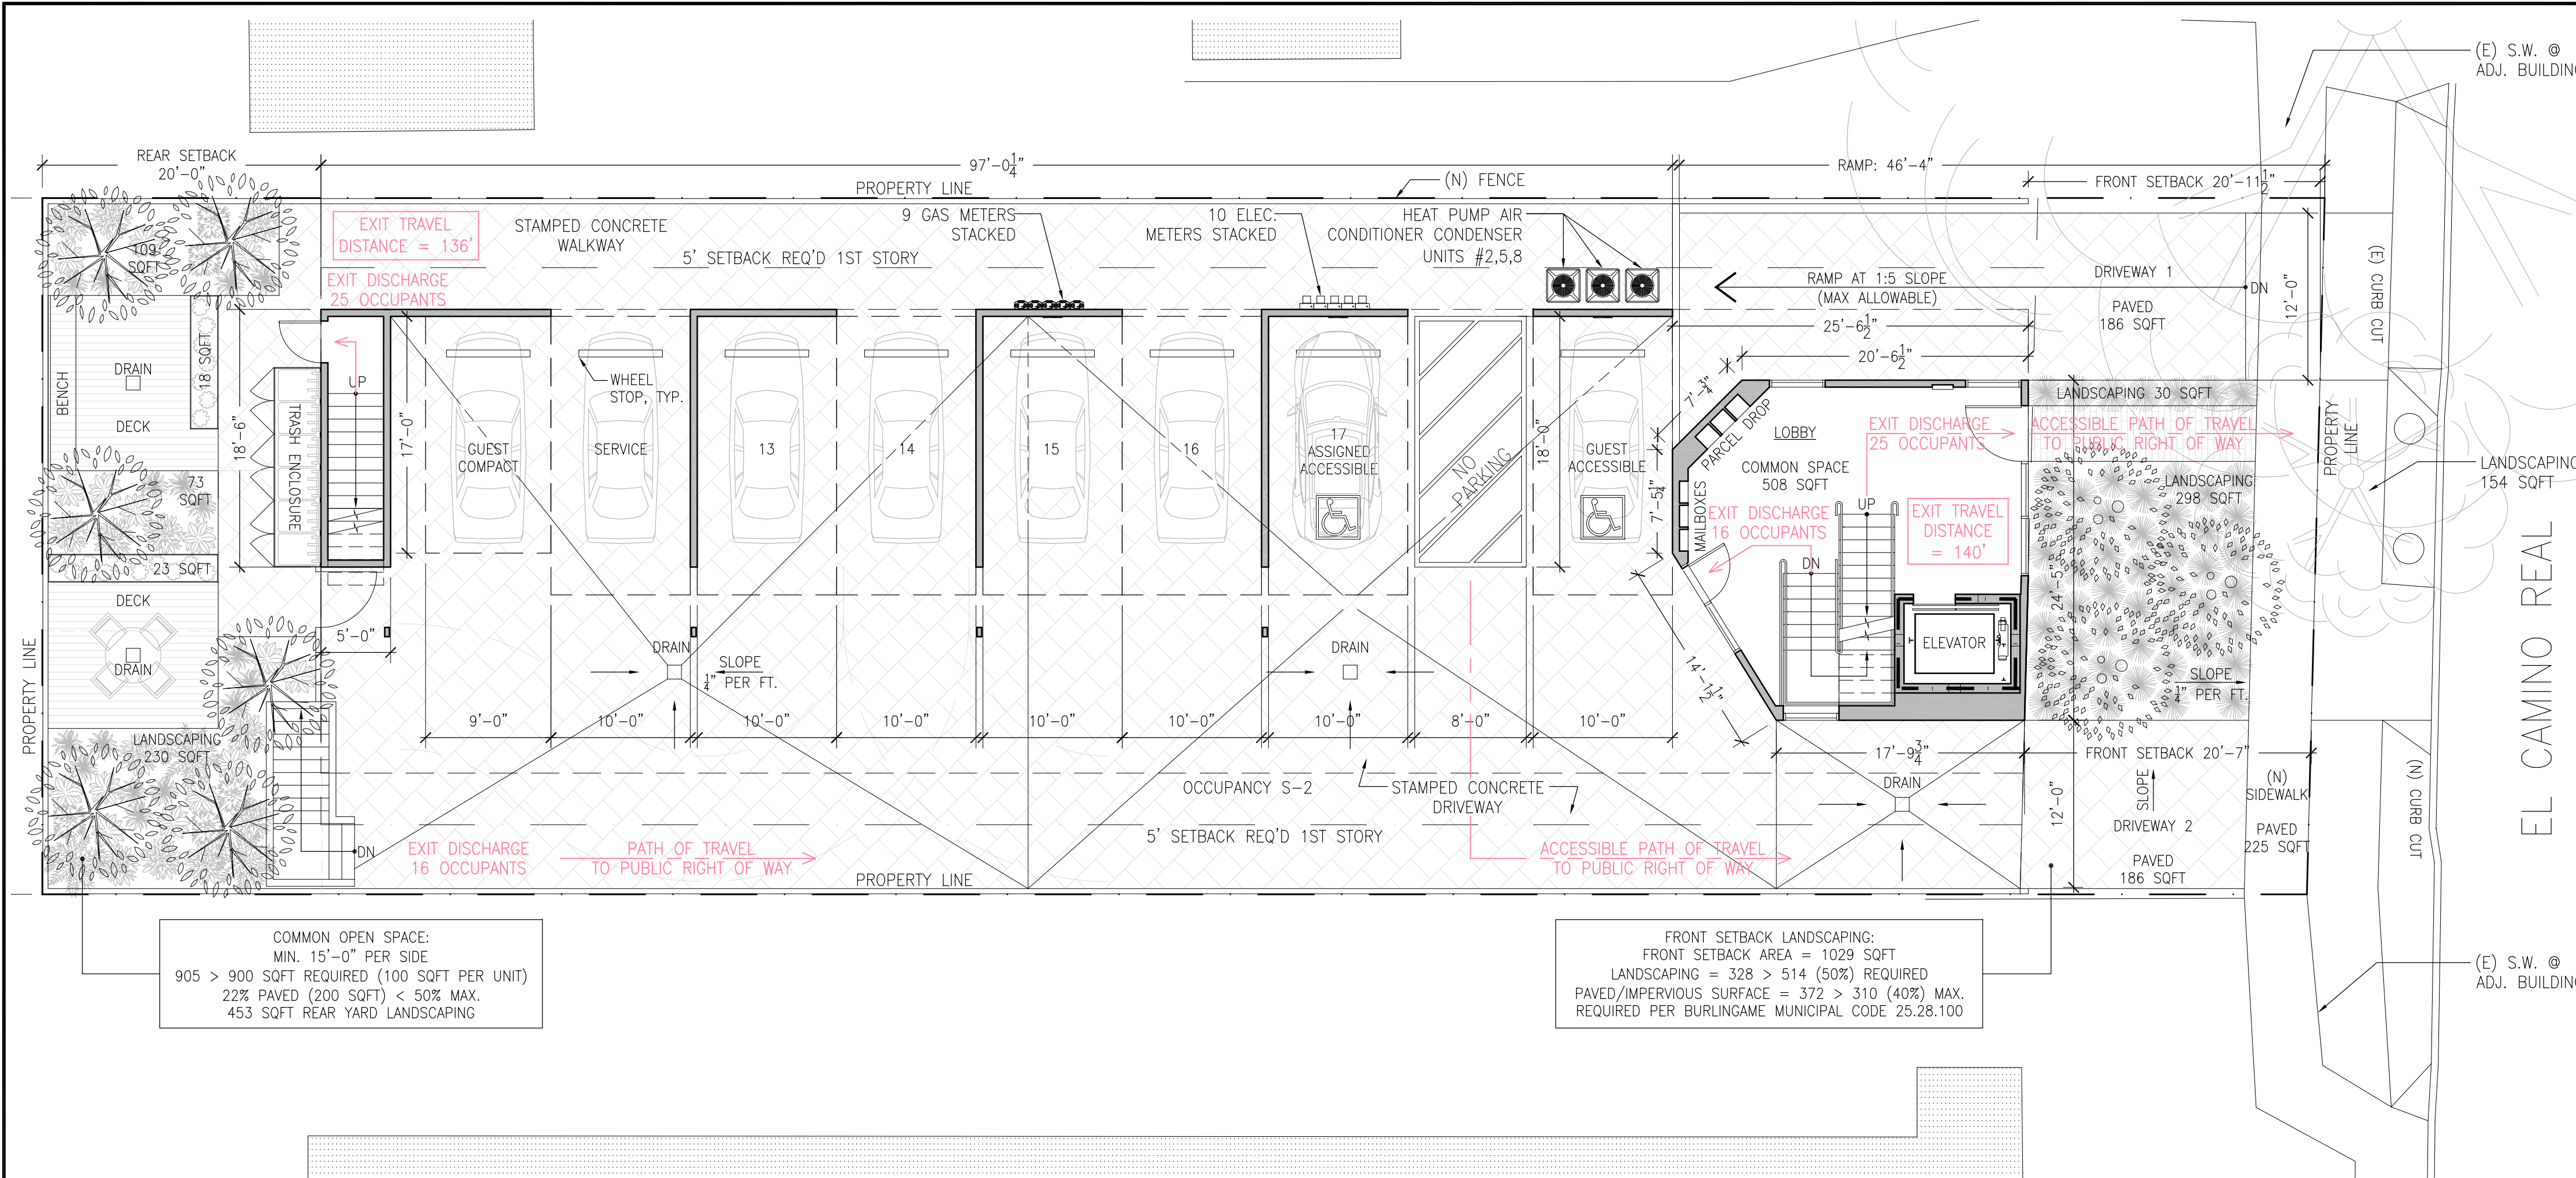 (E) S.W. @
ADJ. BUILDING
REAR SETBACK
20'-0"
97'-0 1/4"
RAMP: 46'-4"
PROPERTY LINE
(N) FENCE
FRONT SETBACK 20'-11 1/2"
EXIT TRAVEL
DISTANCE = 136'
STAMPED CONCRETE
WALKWAY
9 GAS METERS
STACKED
10 ELEC.
METERS STACKED
HEAT PUMP AIR
CONDITIONER CONDENSER
UNITS #2,5,8
109
SQFT
5' SETBACK REQ'D 1ST STORY
EXIT DISCHARGE
25 OCCUPANTS
RAMP AT 1:5 SLOPE
(MAX ALLOWABLE)
DRIVEWAY 1
DN
PAVED
186 SQFT
12'-0"
(E) CURB CUT
25'-6 1/2"
20'-6 1/2"
7'-3/4"
18 SQFT
DRAIN
BENCH
DECK
18'-6"
TRASH ENCLOSURE
UP
17'-0"
WHEEL
STOP, TYP.
GUEST
COMPACT
SERVICE
13
14
15
16
17
ASSIGNED
ACCESSIBLE
NO
PARKING
18'-0"
GUEST
ACCESSIBLE
PARCEL DROP
LOBBY
COMMON SPACE
508 SQFT
MAILBOXES
7'-5 1/4"
EXIT DISCHARGE
25 OCCUPANTS
LANDSCAPING 30 SQFT
ACCESSIBLE PATH OF TRAVEL
TO PUBLIC RIGHT OF WAY
PROPERTY
LINE
LANDSCAPING
298 SQFT
LANDSCAPING
154 SQFT
EXIT DISCHARGE
16 OCCUPANTS
UP
EXIT TRAVEL
DISTANCE
= 140'
DN
24'-5"
ELEVATOR
EL CAMINO REAL
73
SQFT
23 SQFT
DECK
DRAIN
5'-0"
PROPERTY LINE
DRAIN
SLOPE
1/4" PER FT.
DRAIN
14'-1 1/2"
SLOPE
1/4" PER FT.
9'-0"
10'-0"
10'-0"
10'-0"
10'-0"
10'-0"
10'-0"
8'-0"
10'-0"
LANDSCAPING
230 SQFT
17'-9 3/4"
FRONT SETBACK 20'-7"
DRAIN
OCCUPANCY S-2
STAMPED CONCRETE
DRIVEWAY
12'-0"
SLOPE
(N)
SIDEWALK
DRIVEWAY 2
PAVED
225 SQFT
(N) CURB CUT
5' SETBACK REQ'D 1ST STORY
DN
EXIT DISCHARGE
16 OCCUPANTS
PATH OF TRAVEL
TO PUBLIC RIGHT OF WAY
ACCESSIBLE PATH OF TRAVEL
TO PUBLIC RIGHT OF WAY
PAVED
186 SQFT
PROPERTY LINE
COMMON OPEN SPACE:
MIN. 15'-0" PER SIDE
905 > 900 SQFT REQUIRED (100 SQFT PER UNIT)
22% PAVED (200 SQFT) < 50% MAX.
453 SQFT REAR YARD LANDSCAPING
FRONT SETBACK LANDSCAPING:
FRONT SETBACK AREA = 1029 SQFT
LANDSCAPING = 328 > 514 (50%) REQUIRED
PAVED/IMPERVIOUS SURFACE = 372 > 310 (40%) MAX.
REQUIRED PER BURLINGAME MUNICIPAL CODE 25.28.100
(E) S.W. @
ADJ. BUILDING